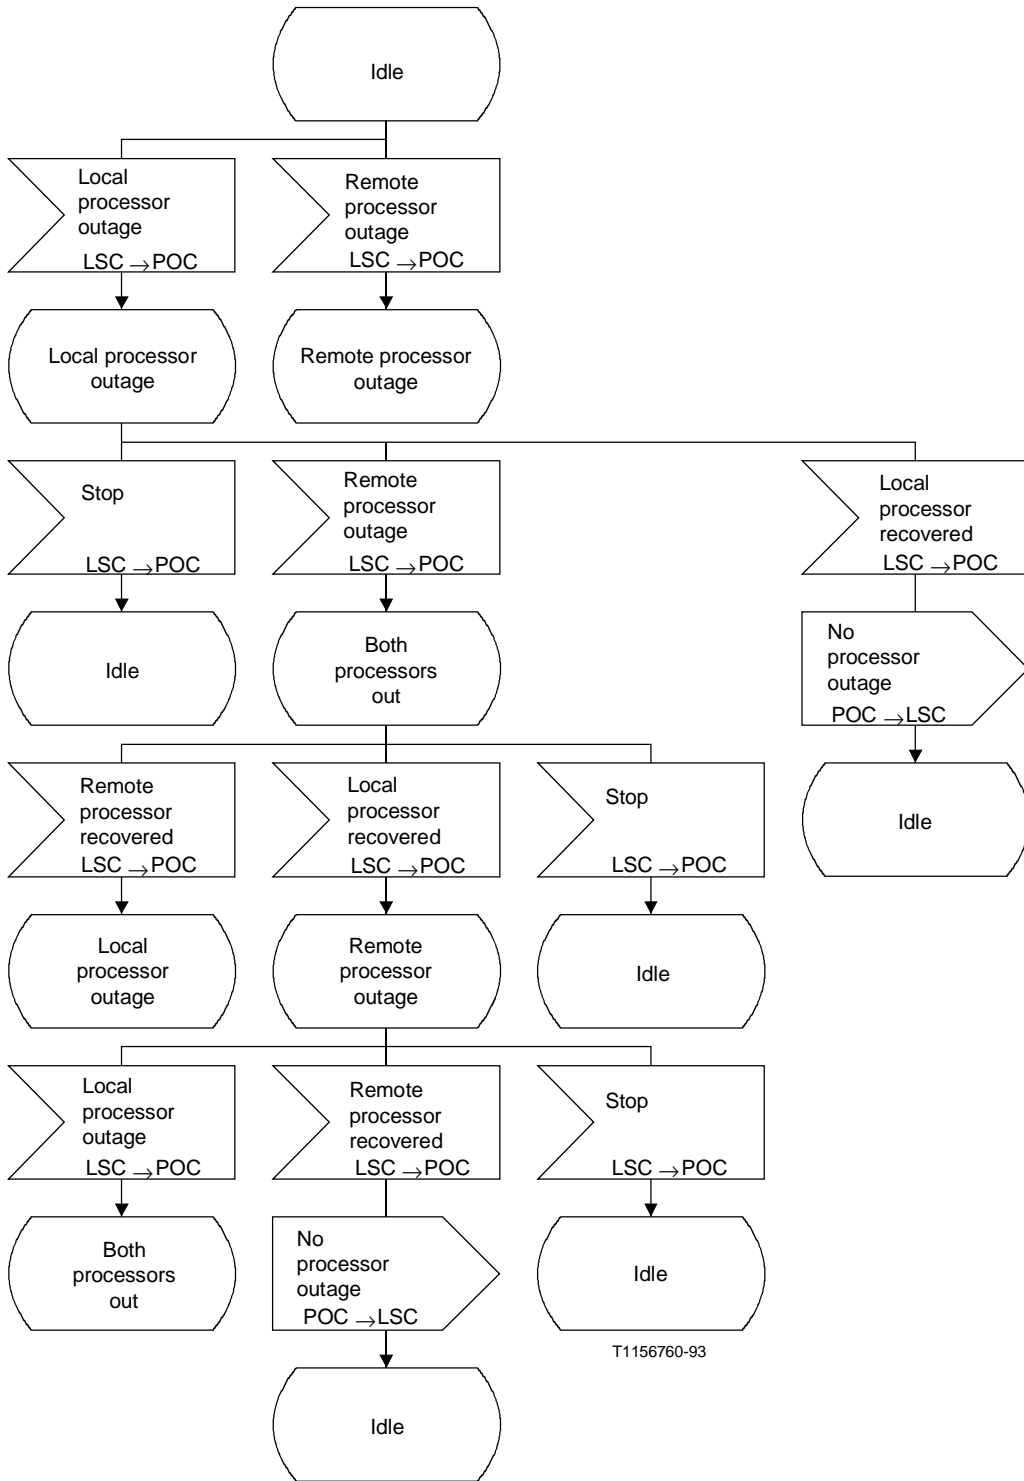 Idle
Local
processor
outage
LSC →POC
Remote
processor
outage
LSC →POC
Local processor
outage
Remote processor
outage
Stop
LSC →POC
Remote
processor
outage
LSC →POC
Local
processor
recovered
LSC →POC
Idle
Both
processors
out
No
processor
outage
POC →LSC
Remote
processor
recovered
LSC →POC
Local
processor
recovered
LSC →POC
Stop
LSC →POC
Idle
Local
processor
outage
Remote
processor
outage
Idle
Local
processor
outage
LSC →POC
Remote
processor
recovered
LSC →POC
Stop
LSC →POC
Both
processors
out
No
processor
outage
POC →LSC
Idle
T1156760-93
Idle